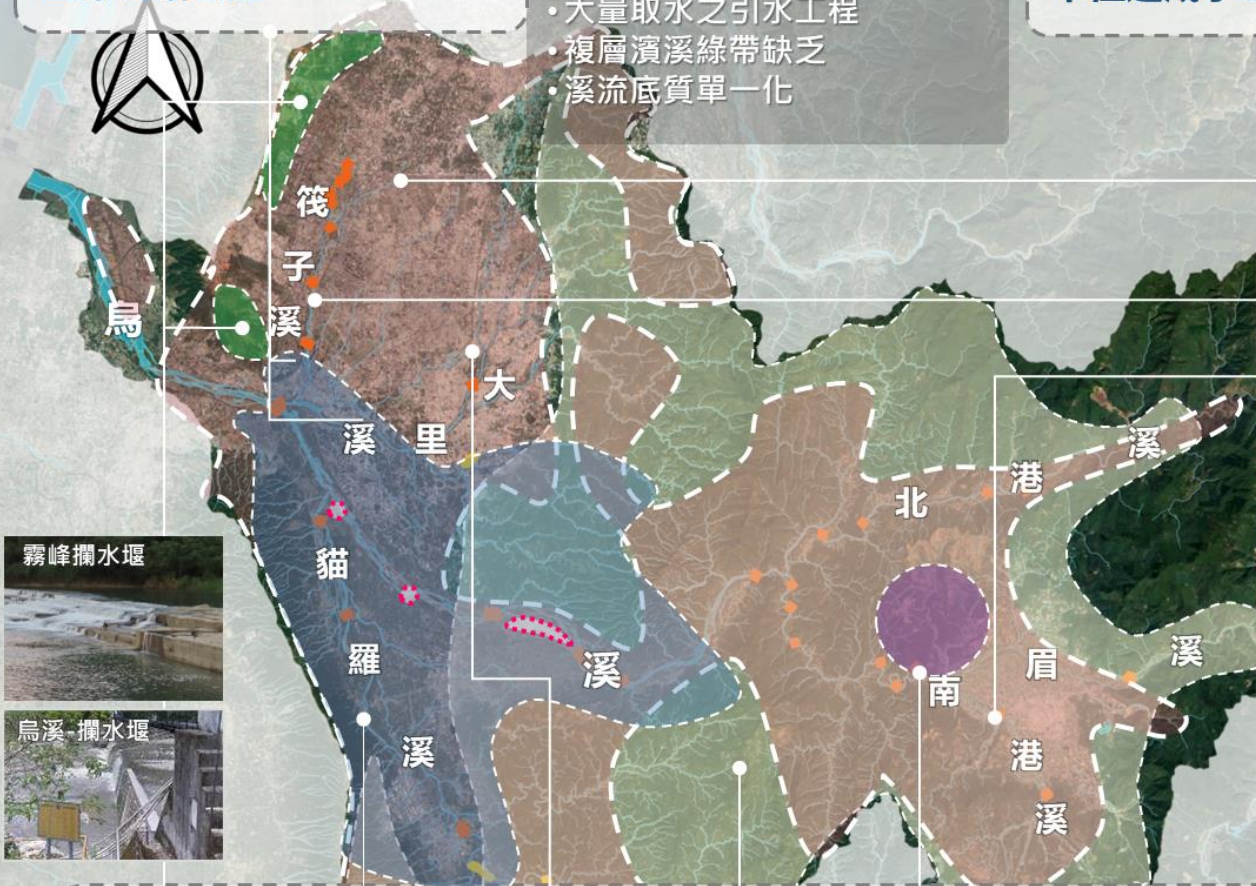 •大量取水之引水工程
•複層濱溪綠帶缺乏
•溪流底質單一化
筏子溪
烏溪
大里溪
貓羅溪
北港溪
眉溪
南港溪
霧峰攔水堰
烏溪-攔水堰